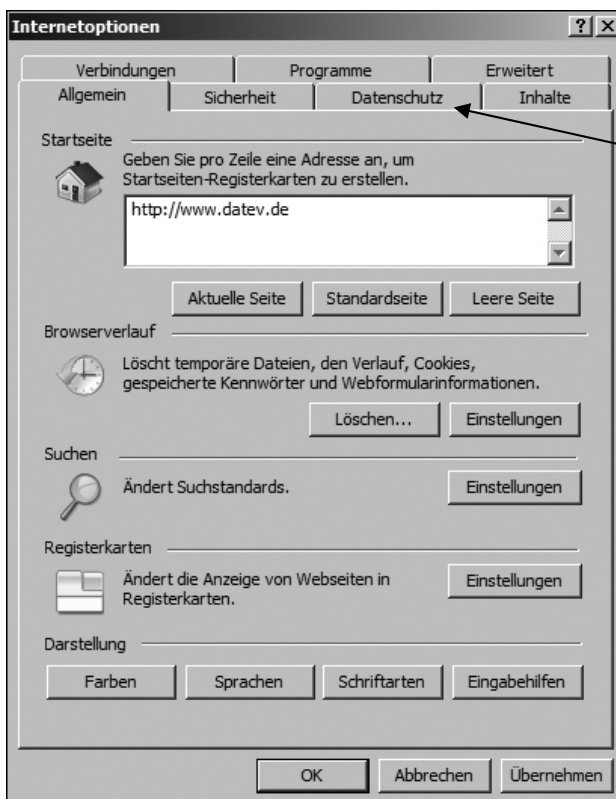 Internetoptionen
Verbindungen Programme Erweitert
Allgemein Sicherheit Datenschutz Inhalte
Startseite
Geben Sie pro Zeile eine Adresse an, um
Startseiten-Registerkarten zu erstellen.
http://www.datev.de
Aktuelle Seite Standardseite Leere Seite
Browserverlauf
Löscht temporäre Dateien, den Verlauf, Cookies,
gespeicherte Kennwörter und Webformularinformationen.
Löschen... Einstellungen
Suchen
Ändert Suchstandards. Einstellungen
Registerkarten
Ändert die Anzeige von Webseiten in Einstellungen
Registerkarten.
Darstellung
Farben Sprachen Schriftarten Eingabehilfen
OK Abbrechen Übernehmen